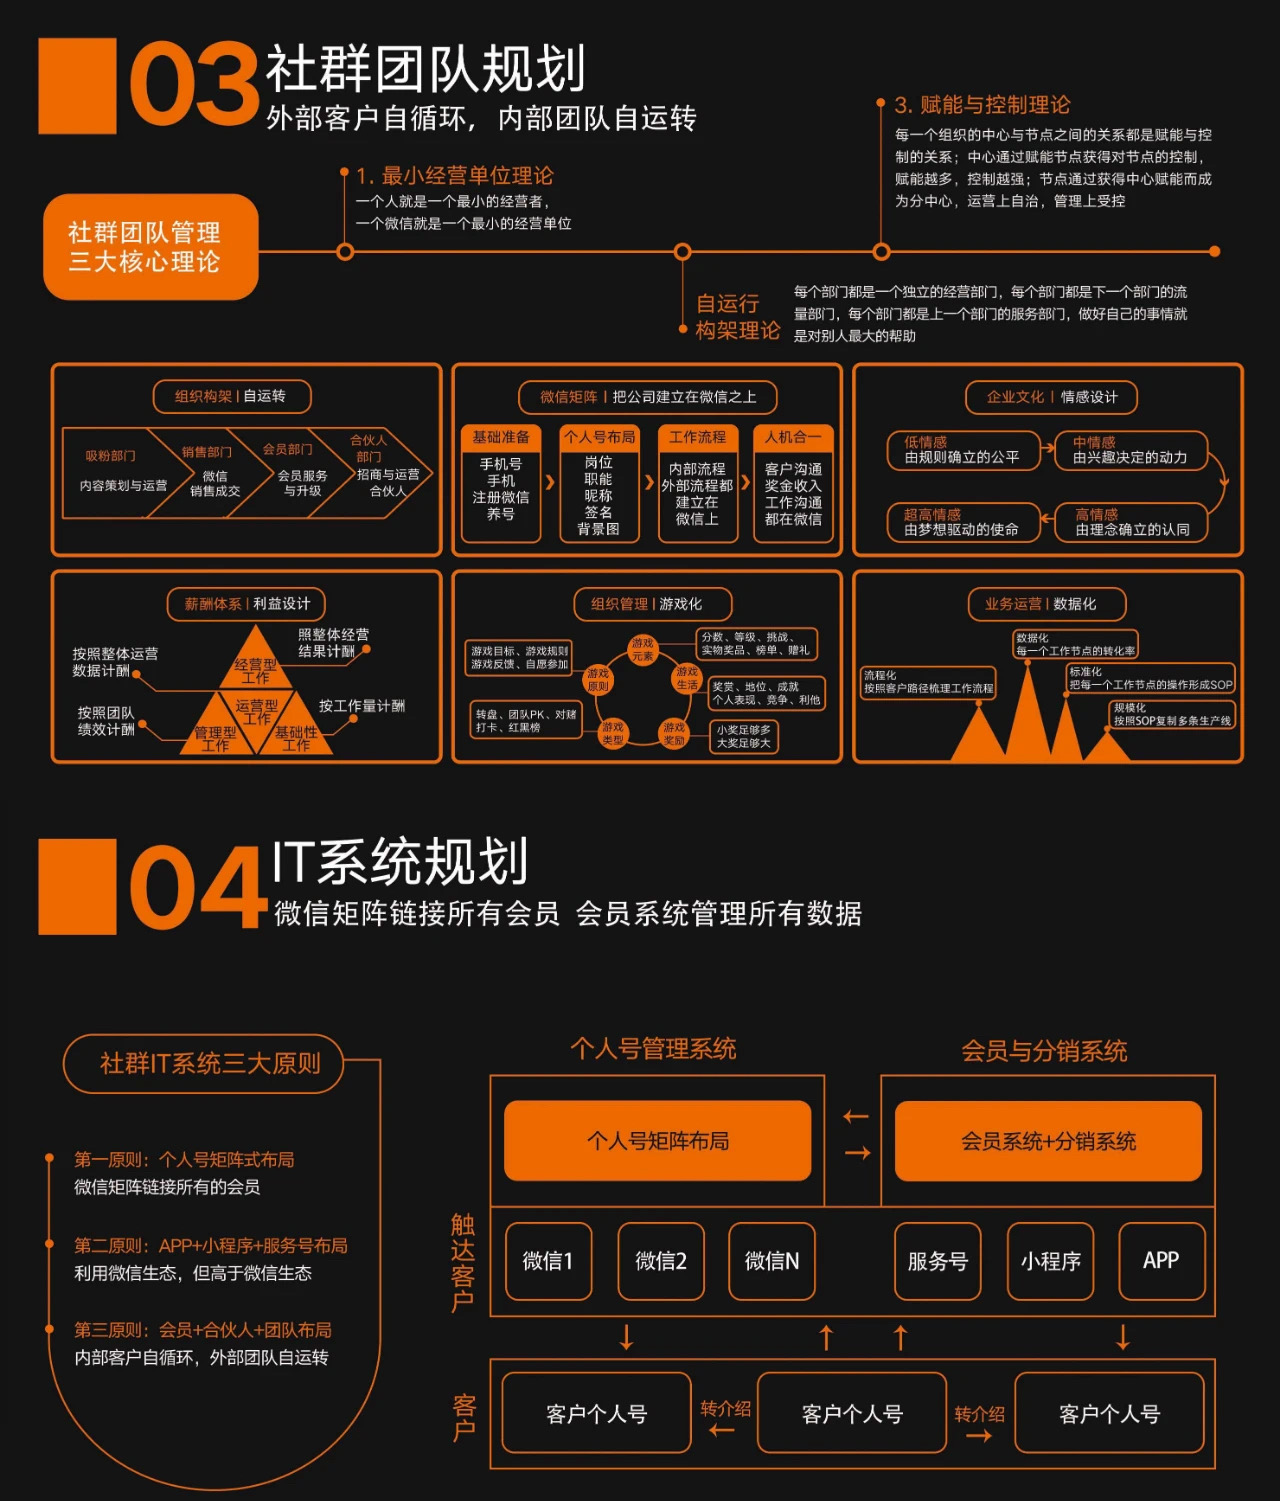 03
社群团队规划
外部客户自循环，内部团队自运转
社群团队管理
三大核心理论
1. 最小经营单位理论
一个人就是一个最小的经营者，
一个微信就是一个最小的经营单位
自运行
构架理论
每个部门都是一个独立的经营部门，每个部门都是下一个部门的流
量部门，每个部门都是上一个部门的服务部门，做好自己的事情就
是对别人最大的帮助
3. 赋能与控制理论
每一个组织的中心与节点之间的关系都是赋能与控
制的关系；中心通过赋能节点获得对节点的控制，
赋能越多，控制越强；节点通过获得中心赋能而成
为分中心，运营上自治，管理上受控
组织构架 | 自运转
吸粉部门
内容策划与运营
销售部门
微信
销售成交
会员部门
会员服务
与升级
合伙人
部门
招商与运营
合伙人
微信矩阵 | 把公司建立在微信之上
基础准备
手机号
手机
注册微信
养号
个人号布局
岗位
职能
昵称
签名
背景图
工作流程
内部流程
外部流程都
建立在
微信上
人机合一
客户沟通
奖金收入
工作沟通
都在微信
企业文化 | 情感设计
低情感
由规则确立的公平
中情感
由兴趣决定的动力
超高情感
由梦想驱动的使命
高情感
由理念确立的认同
薪酬体系 | 利益设计
按照整体运营
数据计酬
照整体经营
结果计酬
经营型
工作
按照团队
绩效计酬
运营型
工作
按工作量计酬
管理型
工作
基础性
工作
组织管理 | 游戏化
游戏目标、游戏规则
游戏反馈、自愿参加
游戏
元素
分数、等级、挑战、
实物奖品、榜单、赠礼
游戏
原则
游戏
生活
奖赏、地位、成就
个人表现、竞争、利他
转盘、团队PK、对赌
打卡、红黑榜
游戏
类型
游戏
奖励
小奖足够多
大奖足够大
业务运营 | 数据化
数据化
每一个工作节点的转化率
流程化
按照客户路径梳理工作流程
标准化
把每一个工作节点的操作形成SOP
规模化
按照SOP复制多条生产线
04
IT系统规划
微信矩阵链接所有会员 会员系统管理所有数据
社群IT系统三大原则
第一原则：个人号矩阵式布局
微信矩阵链接所有的会员
第二原则：APP+小程序+服务号布局
利用微信生态，但高于微信生态
第三原则：会员+合伙人+团队布局
内部客户自循环，外部团队自运转
个人号管理系统
会员与分销系统
个人号矩阵布局
会员系统+分销系统
触达客户
微信1
微信2
微信N
服务号
小程序
APP
客户
客户个人号
转介绍
客户个人号
转介绍
客户个人号